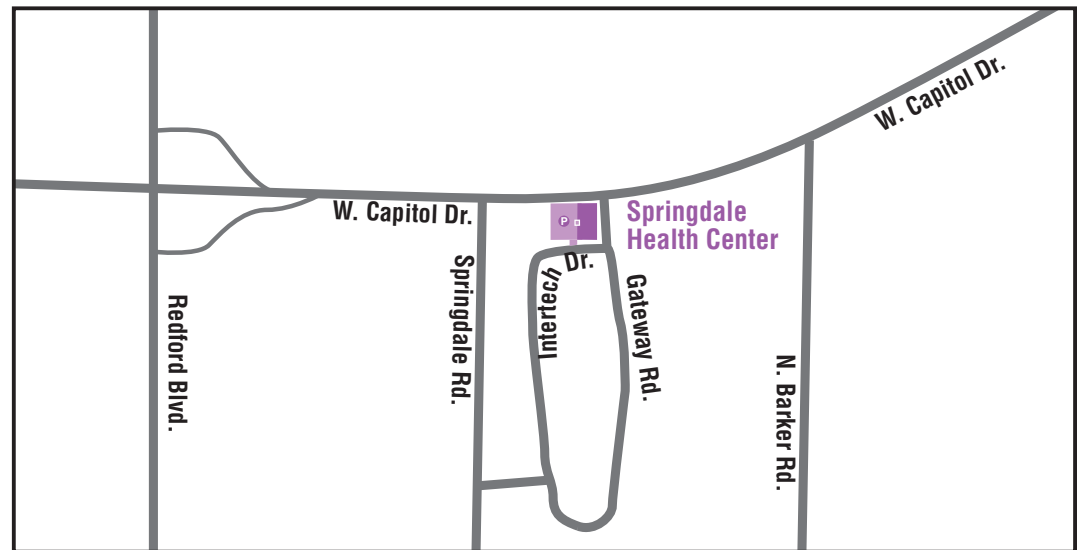 W. Capitol Dr.
W. Capitol Dr.
P
Springdale
Health Center
Intertech Dr.
Springdale Rd.
Gateway Rd.
Redford Blvd.
N. Barker Rd.